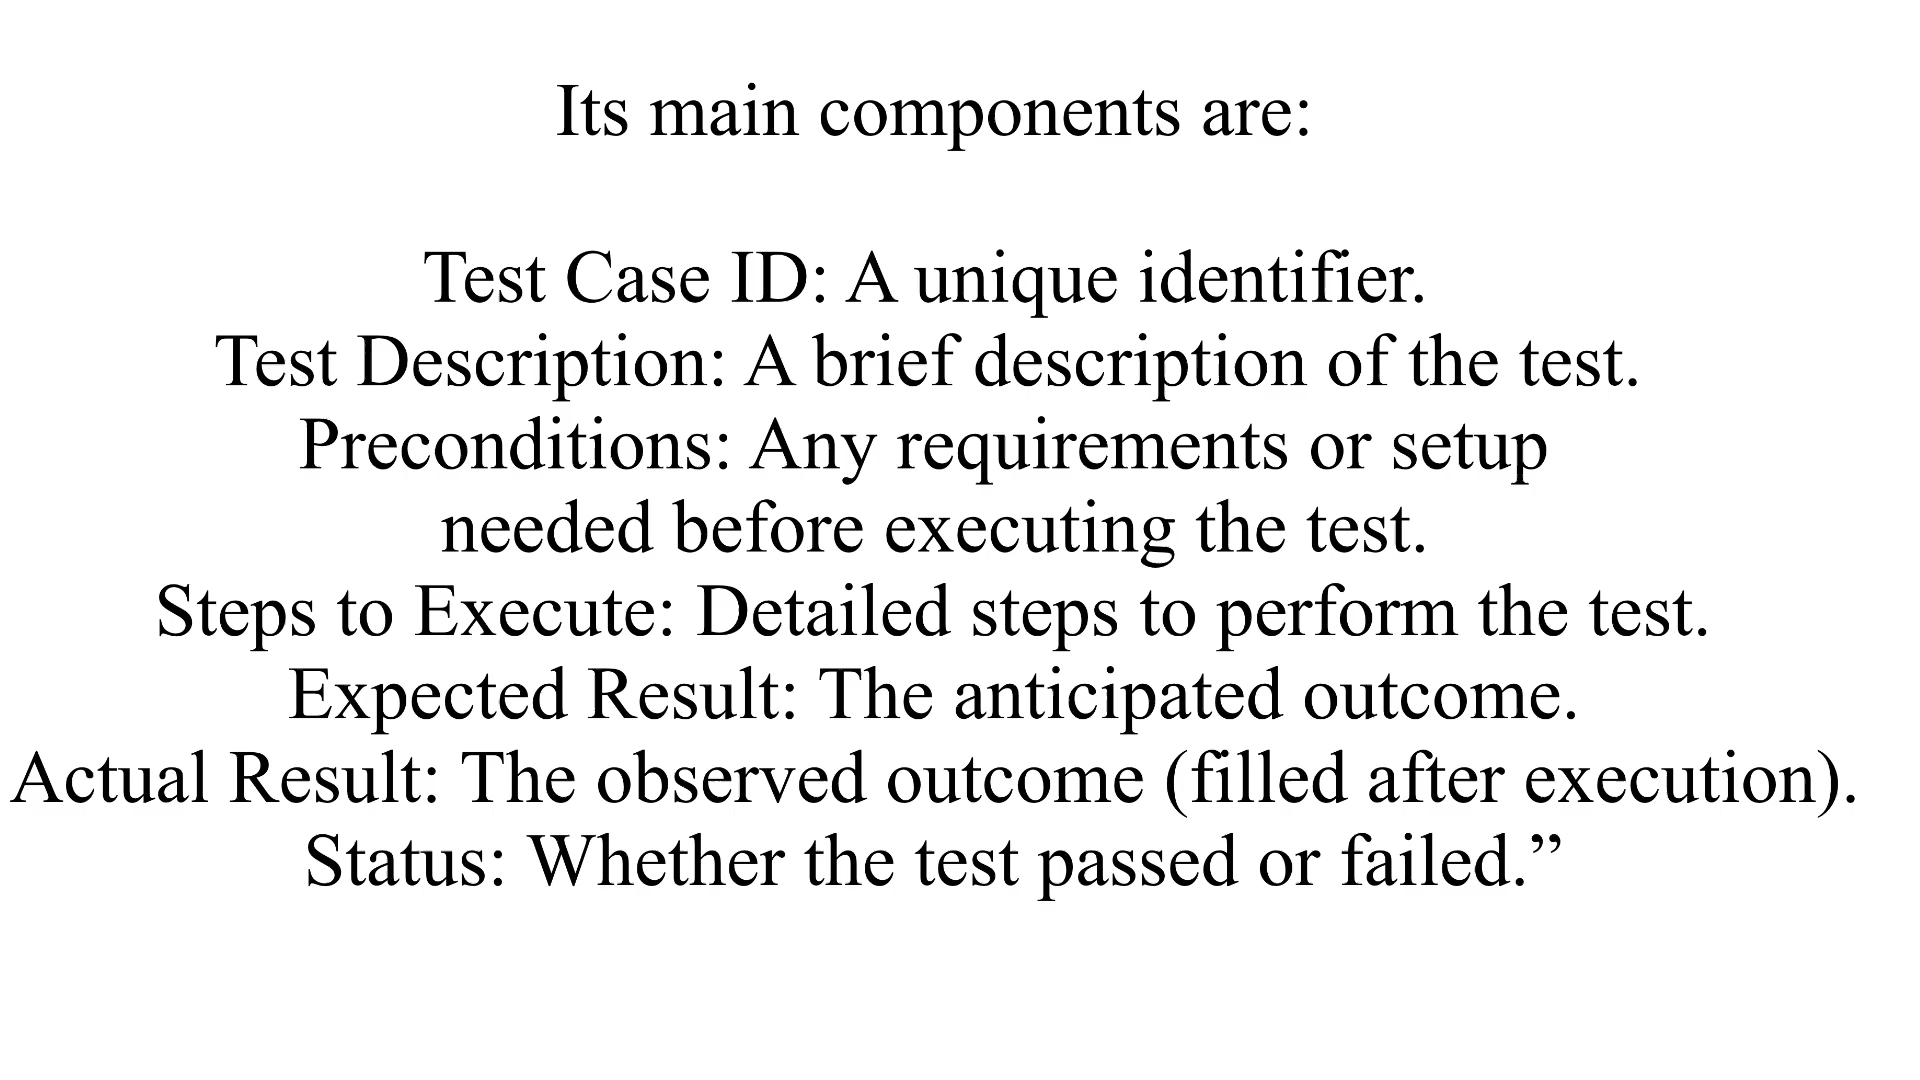 Its main components are:
Test Case ID: A unique identifier.
Test Description: A brief description of the test.
Preconditions: Any requirements or setup
needed before executing the test.
Steps to Execute: Detailed steps to perform the test.
Expected Result: The anticipated outcome.
Actual Result: The observed outcome (filled after execution).
Status: Whether the test passed or failed.”